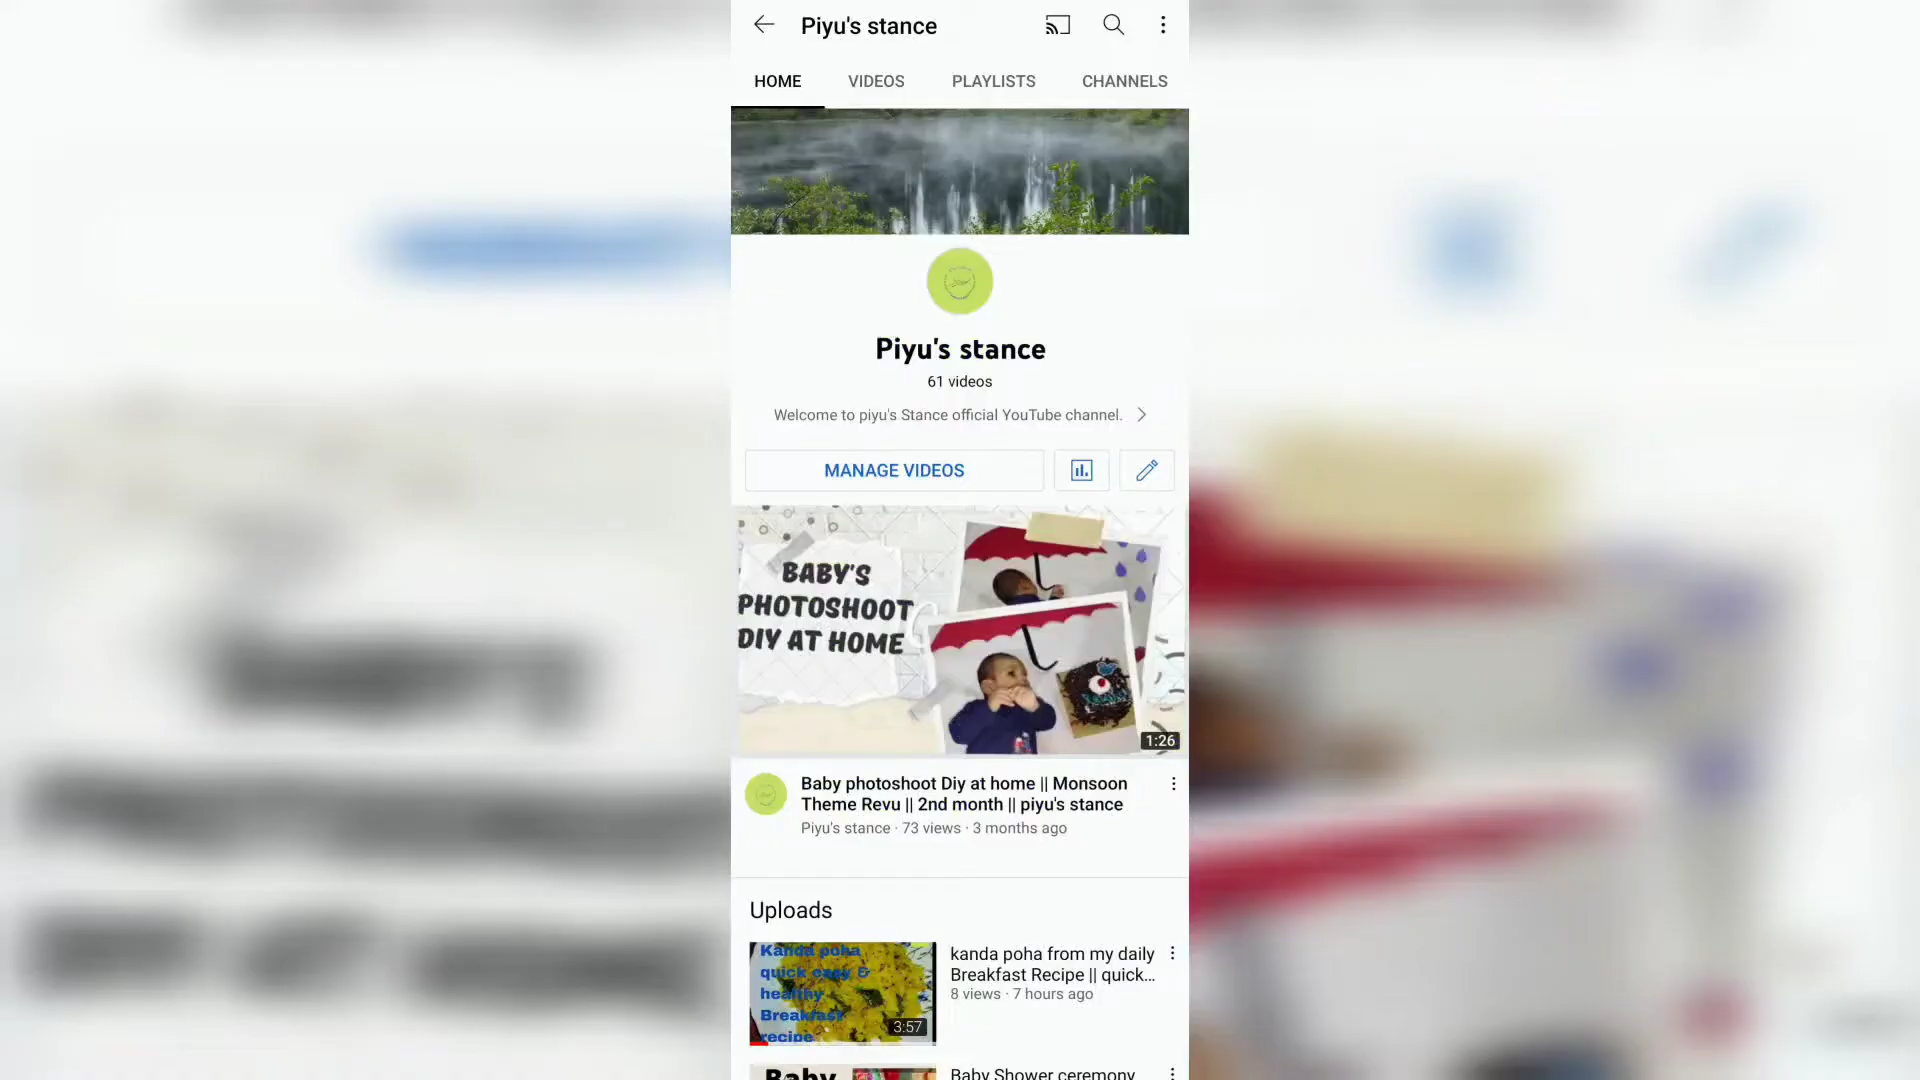 Piyu's stance
HOME VIDEOS PLAYLISTS CHANNELS
Piyu's stance
61 videos
Welcome to piyu's Stance official YouTube channel.
MANAGE VIDEOS
BABY'S
PHOTOSHOOT
DIY AT HOME
1:26
Baby photoshoot Diy at home || Monsoon
Theme Revu || 2nd month || piyu's stance
Piyu's stance · 73 views · 3 months ago
Uploads
Kanda poha
quick easy &
healthy
Breakfast
recipe
3:57
kanda poha from my daily
Breakfast Recipe || quick...
8 views · 7 hours ago
Baby
Baby Shower ceremony